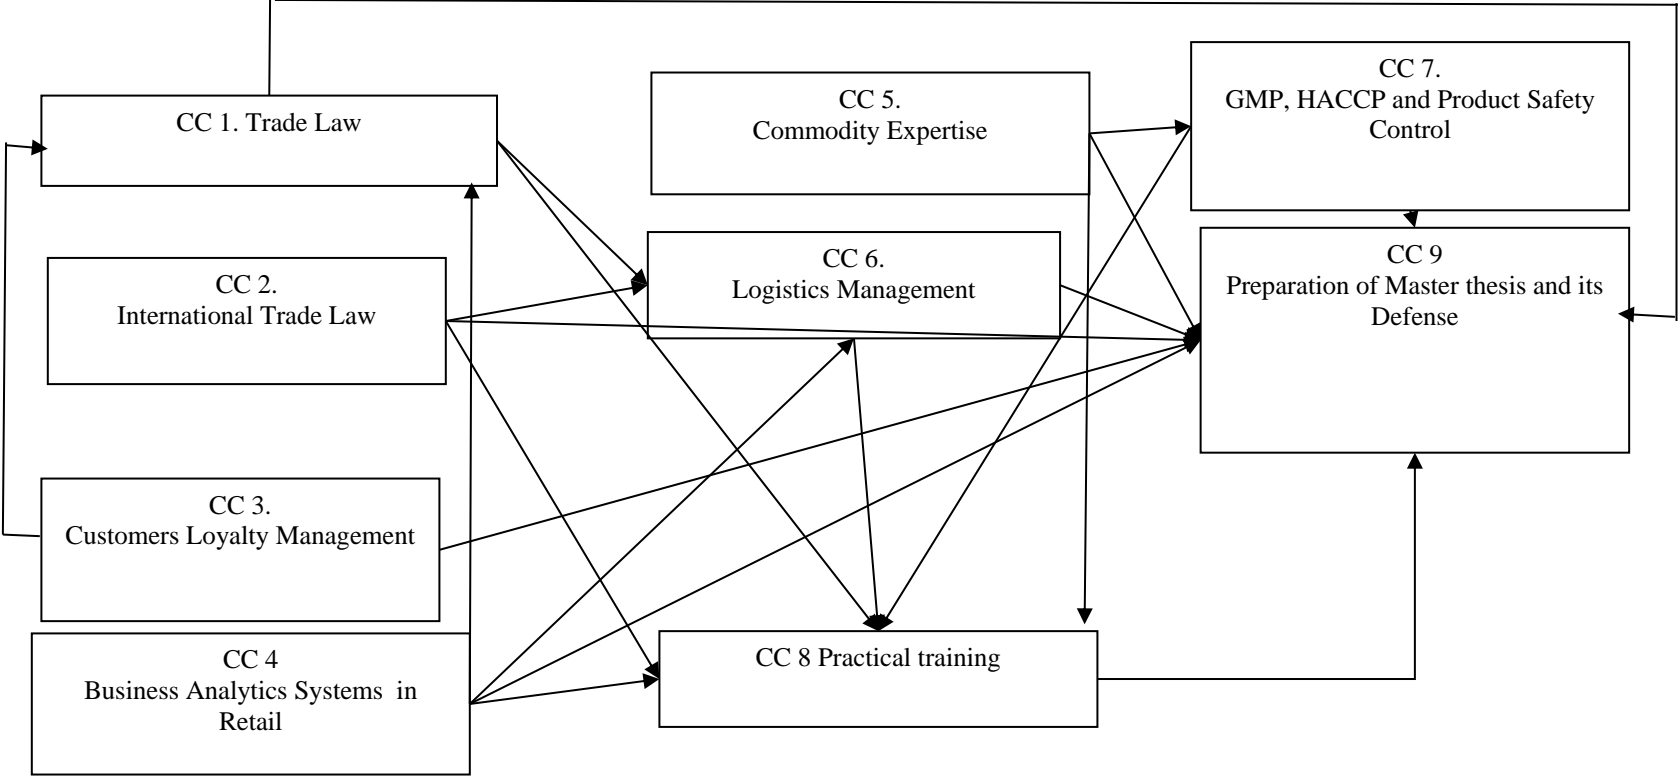 CC 1. Trade Law
CC 2.
International Trade Law
CC 3.
Customers Loyalty Management
CC 4
Business Analytics Systems  in
Retail
CC 5.
Commodity Expertise
CC 6.
Logistics Management
CC 8 Practical training
CC 7.
GMP, HACCP and Product Safety
Control
CC 9
Preparation of Master thesis and its
Defense